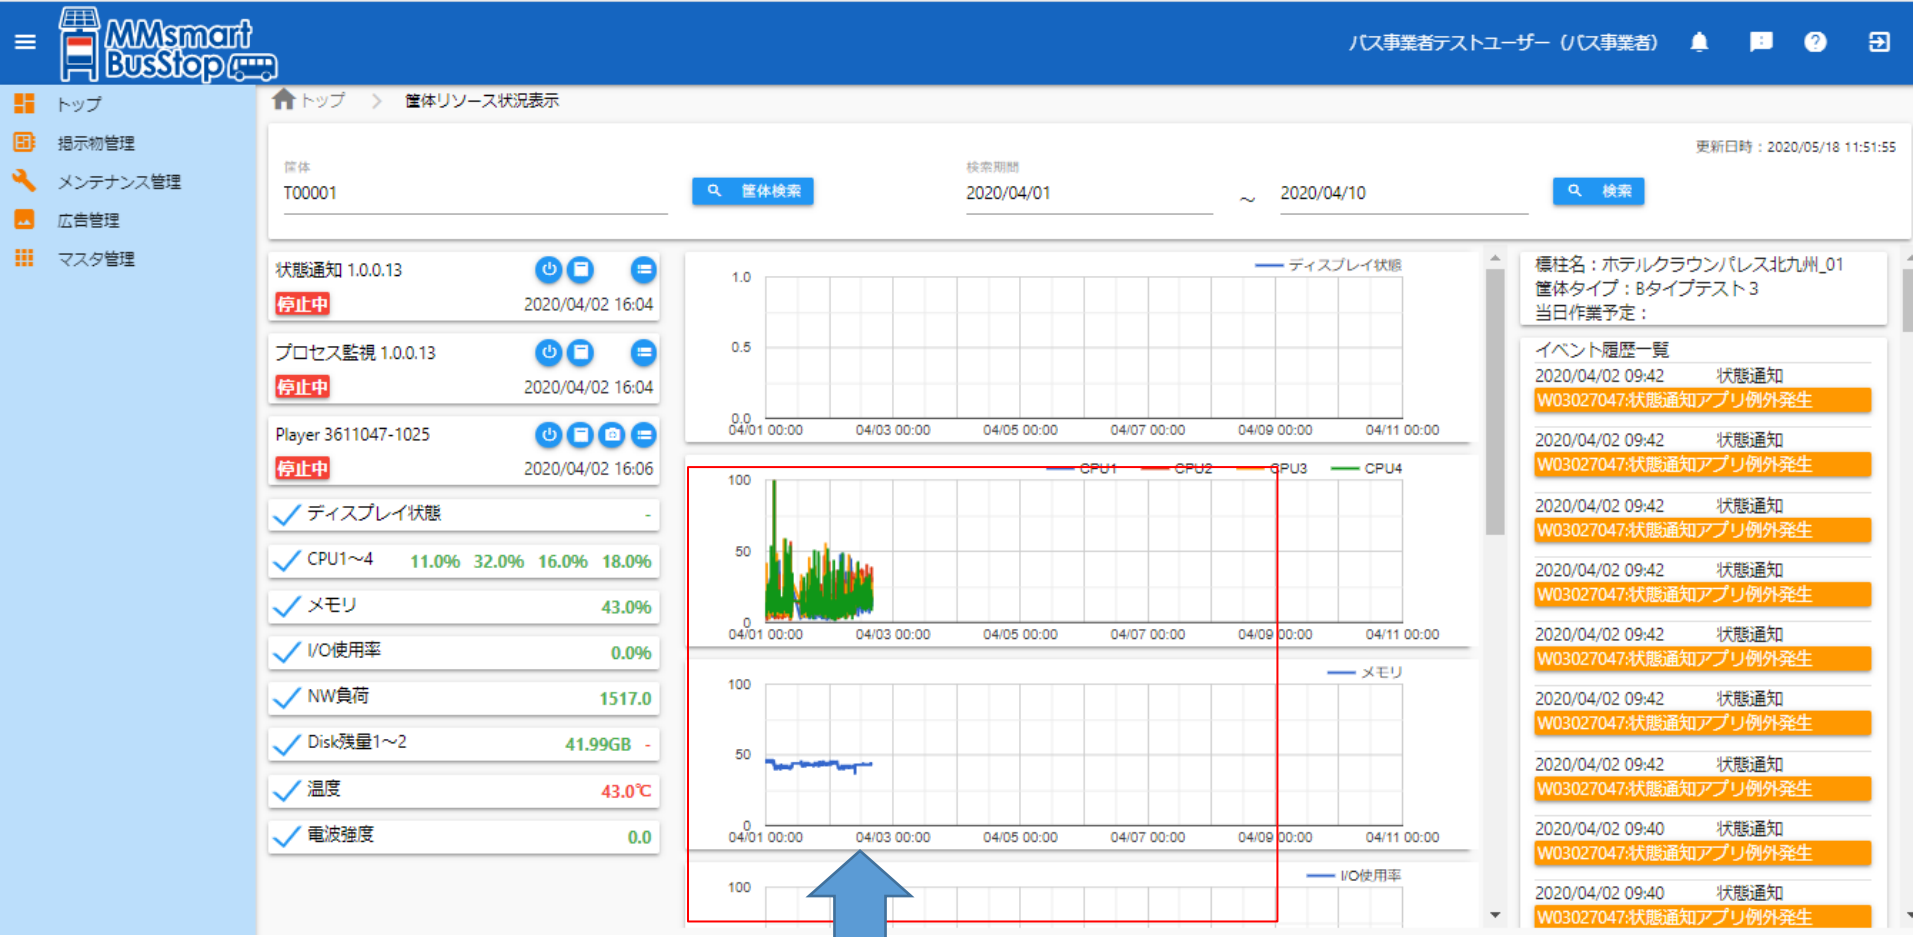 MMsmart
BusStop
バス事業者テストユーザー（バス事業者）
トップ
掲示物管理
メンテナンス管理
広告管理
マスタ管理
トップ > 筐体リソース状況表示
更新日時：2020/05/18 11:51:55
筐体
T00001
筐体検索
検索期間
2020/04/01 ～ 2020/04/10
検索
状態通知 1.0.0.13
停止中 2020/04/02 16:04
プロセス監視 1.0.0.13
停止中 2020/04/02 16:04
Player 3611047-1025
停止中 2020/04/02 16:06
ディスプレイ状態 -
CPU1～4 11.0% 32.0% 16.0% 18.0%
メモリ 43.0%
I/O使用率 0.0%
NW負荷 1517.0
Disk残量1～2 41.99GB -
温度 43.0℃
電波強度 0.0
ディスプレイ状態
1.0
0.5
0.0
04/01 00:00 04/03 00:00 04/05 00:00 04/07 00:00 04/09 00:00 04/11 00:00
CPU1 CPU2 CPU3 CPU4
100
50
0
04/01 00:00 04/03 00:00 04/05 00:00 04/07 00:00 04/09 00:00 04/11 00:00
メモリ
100
50
0
04/01 00:00 04/03 00:00 04/05 00:00 04/07 00:00 04/09 00:00 04/11 00:00
I/O使用率
100
標柱名：ホテルクラウンパレス北九州_01
筐体タイプ：Bタイプテスト３
当日作業予定：
イベント履歴一覧
2020/04/02 09:42 状態通知
W03027047:状態通知アプリ例外発生
2020/04/02 09:42 状態通知
W03027047:状態通知アプリ例外発生
2020/04/02 09:42 状態通知
W03027047:状態通知アプリ例外発生
2020/04/02 09:42 状態通知
W03027047:状態通知アプリ例外発生
2020/04/02 09:42 状態通知
W03027047:状態通知アプリ例外発生
2020/04/02 09:42 状態通知
W03027047:状態通知アプリ例外発生
2020/04/02 09:42 状態通知
W03027047:状態通知アプリ例外発生
2020/04/02 09:40 状態通知
W03027047:状態通知アプリ例外発生
2020/04/02 09:40 状態通知
W03027047:状態通知アプリ例外発生